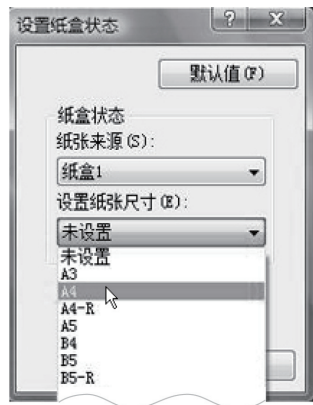 设置纸盒状态
默认值(F)
纸盒状态
纸张来源(S):
纸盒1
设置纸张尺寸(E):
未设置
未设置
A3
A4
A4-R
A5
B4
B5
B5-R